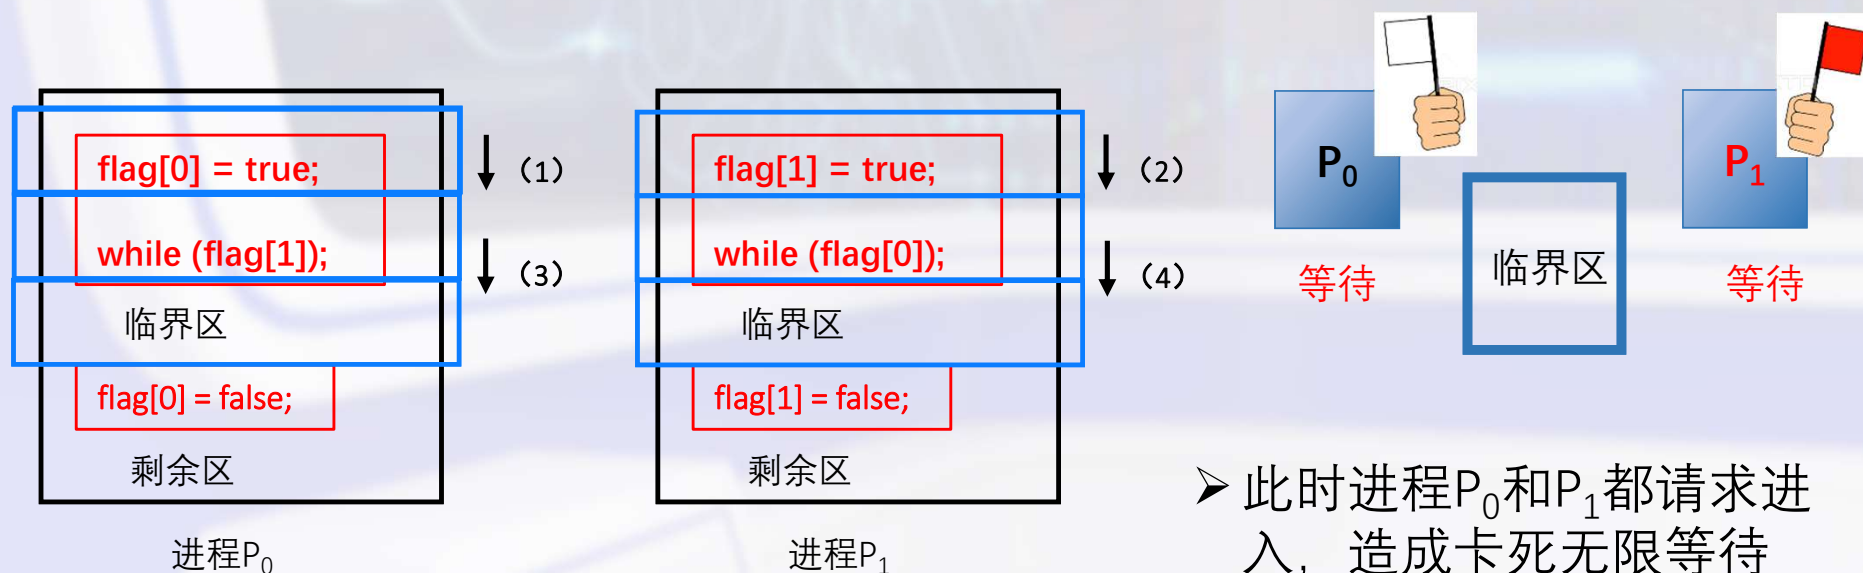 flag[0] = true;
while (flag[1]);
临界区
flag[0] = false;
剩余区
进程P0
(1)
(3)
flag[1] = true;
while (flag[0]);
临界区
flag[1] = false;
剩余区
进程P1
(2)
(4)
P0
P1
等待
临界区
等待
➢ 此时进程P0和P1都请求进
入，造成卡死无限等待